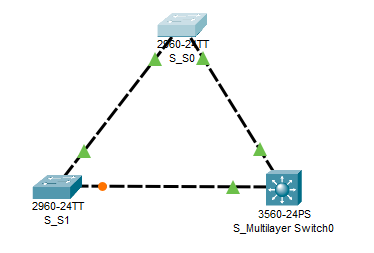 2960-24TT
S_S0
2960-24TT
S_S1
3560-24PS
S_Multilayer Switch0